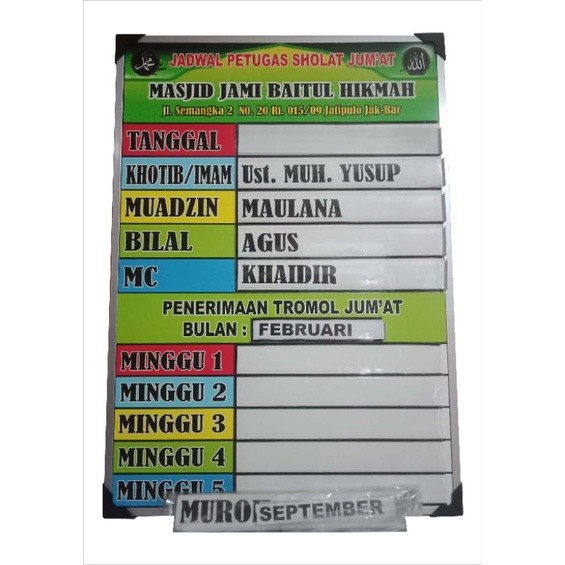 JADWAL PETUGAS SHOLAT JUM'AT
MASJID JAMI BAITUL HIKMAH
Jl. Semangka 2 NO. 20 Rt. 015/09 Jatipulo Jak-Bar
TANGGAL
KHOTIB/IMAM Ust. MUH. YUSUP
MUADZIN MAULANA
BILAL AGUS
MC KHAIDIR
PENERIMAAN TROMOL JUM'AT
BULAN : FEBRUARI
MINGGU 1
MINGGU 2
MINGGU 3
MINGGU 4
MINGGU 5
SEPTEMBER